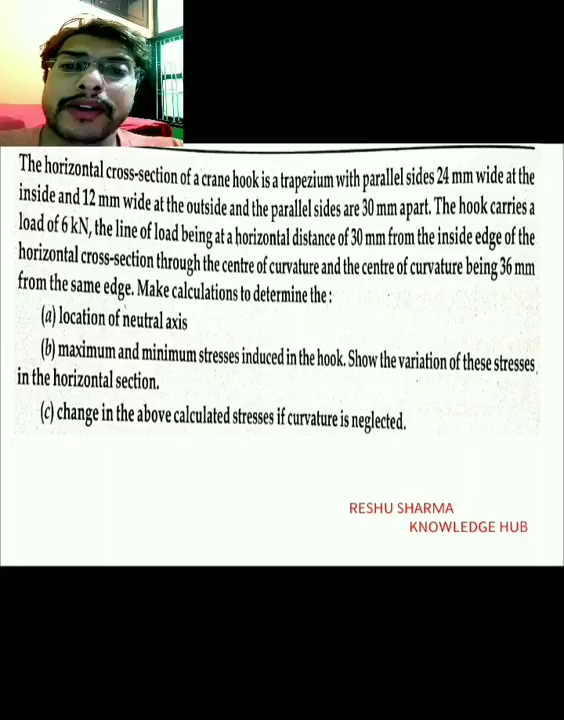 The horizontal cross-section of a crane hook is a trapezium with parallel sides 24 mm wide at the
inside and 12 mm wide at the outside and the parallel sides are 30 mm apart. The hook carries a
load of 6 kN, the line of load being at a horizontal distance of 30 mm from the inside edge of the
horizontal cross-section through the centre of curvature and the centre of curvature being 36 mm
from the same edge. Make calculations to determine the :
(a) location of neutral axis
(b) maximum and minimum stresses induced in the hook. Show the variation of these stresses
in the horizontal section.
(c) change in the above calculated stresses if curvature is neglected.
RESHU SHARMA
KNOWLEDGE HUB